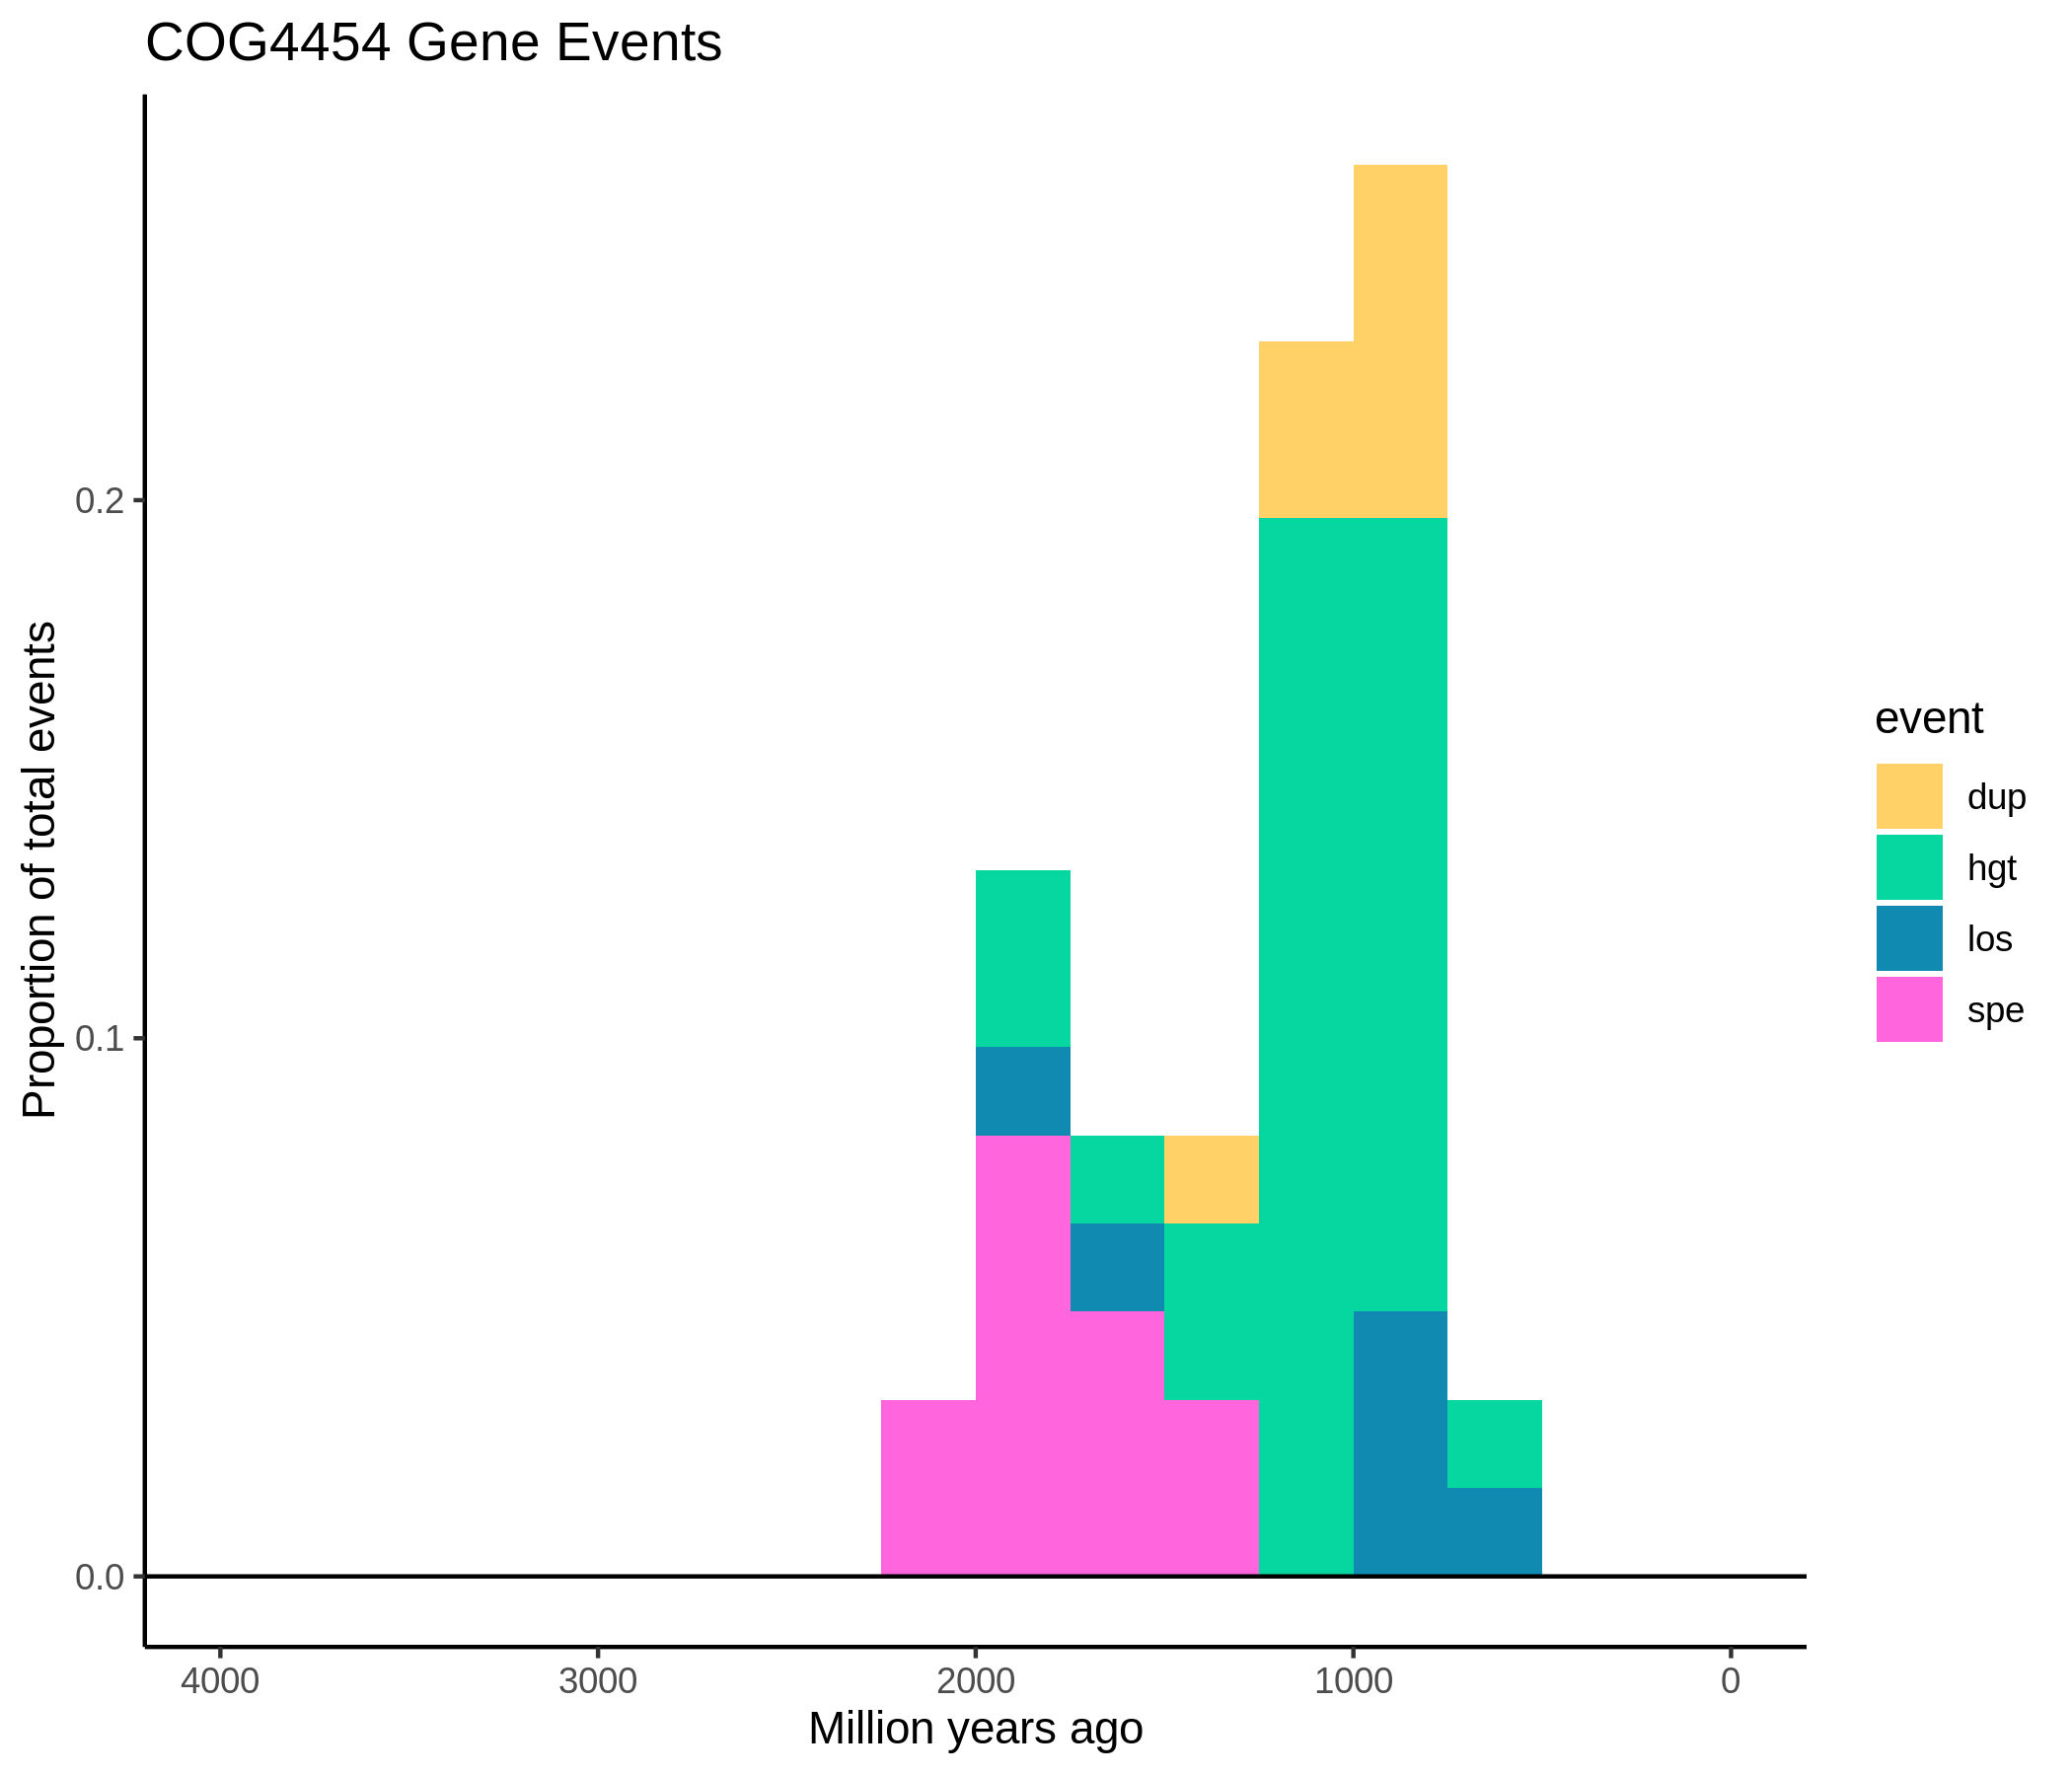 COG4454 Gene Events
Proportion of total events
0.2
0.1
0.0
4000 3000 2000 1000 0
Million years ago
event
dup
hgt
los
spe